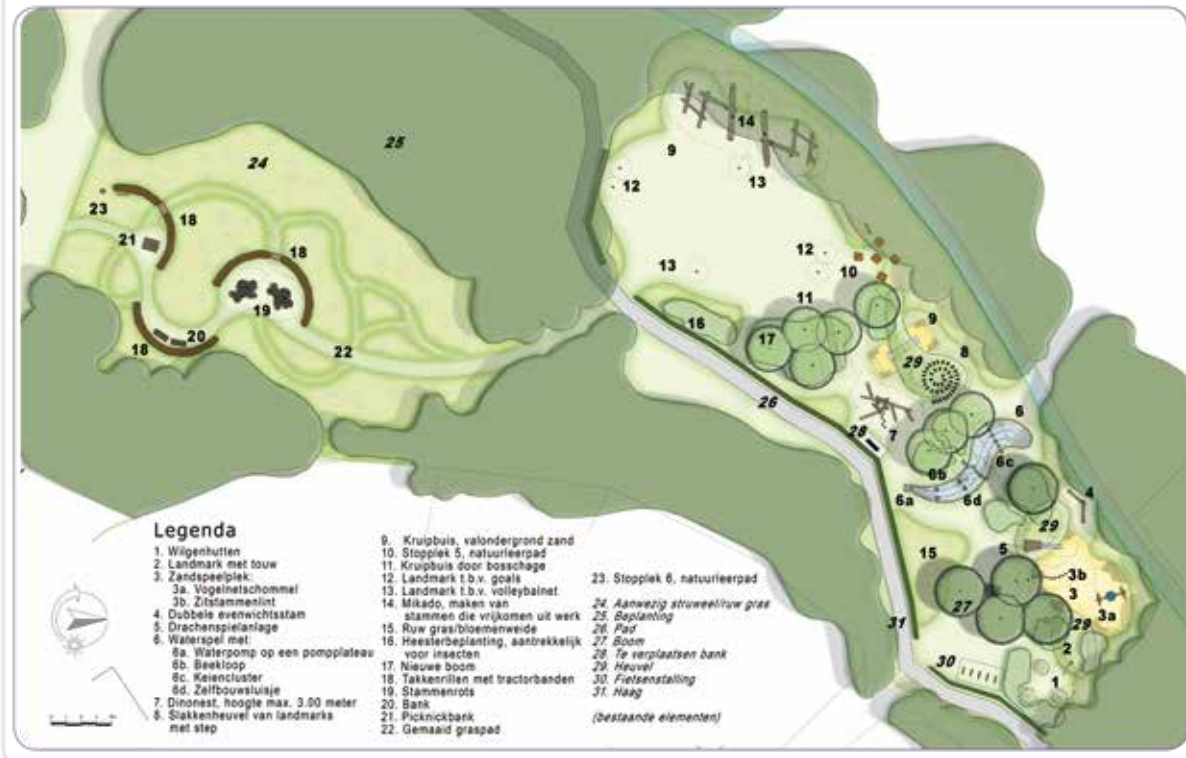 25
24
14
9
12
13
23
18
21
18
12
10
13
11
19
16
9
20
18
22
17
29
8
26
6
28
7
6b
6c
6a
6d
4
29
5
15
3b
3
27
3a
29
31
2
30
1
Legenda
1. Wilgenhutten
2. Landmark met touw
3. Zandspeelplek:
3a. Vogelnetschommel
3b. Zitstammenlint
4. Dubbele evenwichtsstam
5. Drachenspielanlage
6. Waterspel met:
6a. Waterpomp op een pompplateau
6b. Beekloop
6c. Keiencluster
6d. Zelfbouwsluisje
7. Dinonest, hoogte max. 3.00 meter
8. Slakkenheuvel van landmarks
met step
9. Kruipbuis, valondergrond zand
10. Stopplek 5, natuurleerpad
11. Kruipbuis door bosschage
12. Landmark t.b.v. goals
13. Landmark t.b.v. volleybalnet
14. Mikado, maken van
stammen die vrijkomen uit werk
15. Ruw gras/bloemenweide
16. Heesterbeplanting, aantrekkelijk
voor insecten
17. Nieuwe boom
18. Takkenrillen met tractorbanden
19. Stammenrots
20. Bank
21. Picknickbank
22. Gemaaid graspad
23. Stopplek 6, natuurleerpad
24. Aanwezig struweel/ruw gras
25. Beplanting
26. Pad
27. Boom
28. Te verplaatsen bank
29. Heuvel
30. Fietsenstalling
31. Haag
(bestaande elementen)